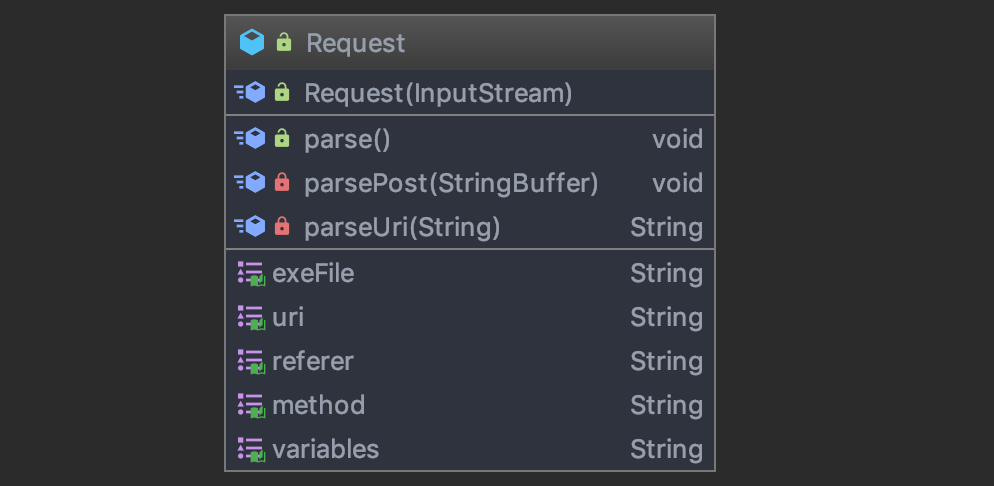 Request
Request(InputStream)
parse() void
parsePost(StringBuffer) void
parseUri(String) String
exeFile String
uri String
referer String
method String
variables String